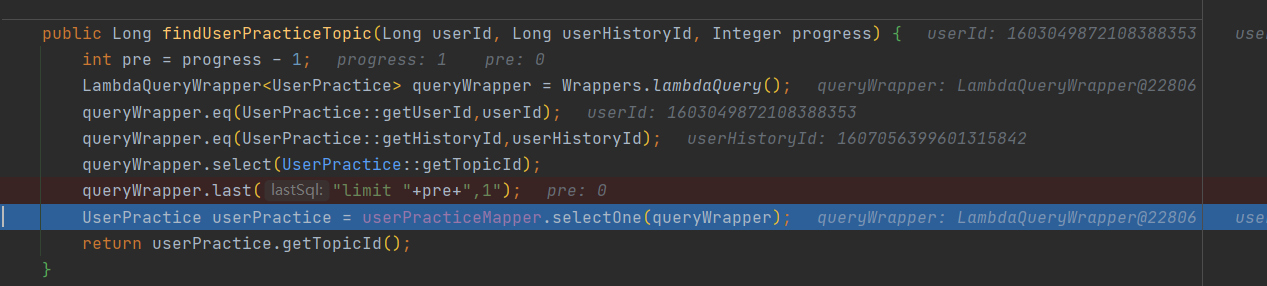 public Long findUserPracticeTopic(Long userId, Long userHistoryId, Integer progress) { userId: 1603049872108388353
int pre = progress - 1; progress: 1 pre: 0
LambdaQueryWrapper<UserPractice> queryWrapper = Wrappers.lambdaQuery(); queryWrapper: LambdaQueryWrapper@22806
queryWrapper.eq(UserPractice::getUserId,userId); userId: 1603049872108388353
queryWrapper.eq(UserPractice::getHistoryId,userHistoryId); userHistoryId: 1607056399601315842
queryWrapper.select(UserPractice::getTopicId);
queryWrapper.last( lastSql: "limit "+pre+",1"); pre: 0
UserPractice userPractice = userPracticeMapper.selectOne(queryWrapper); queryWrapper: LambdaQueryWrapper@22806
return userPractice.getTopicId();
}